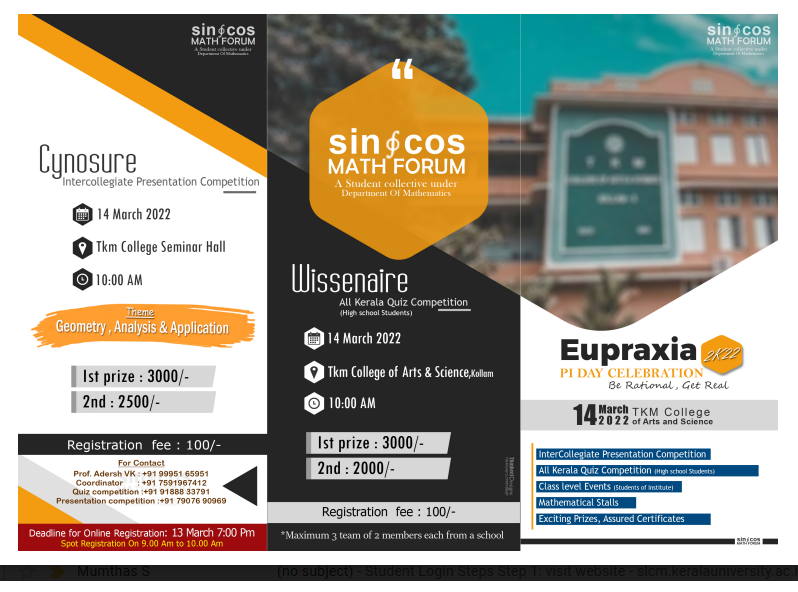 sin∮cos
MATH FORUM
A Student collective under
Department Of Mathematics
Cynosure
Intercollegiate Presentation Competition
14 March 2022
Tkm College Seminar Hall
10:00 AM
Theme
Geometry , Analysis & Application
1st prize : 3000/-
2nd : 2500/-
Registration fee : 100/-
For Contact
Prof. Adersh VK : +91 99951 65951
Coordinator : +91 7591967412
Quiz competition :+91 91888 33791
Presentation competition :+91 79076 90969
Deadline for Online Registration: 13 March 7:00 Pm
Spot Registration On 9.00 Am to 10.00 Am
“
sin∮cos
MATH FORUM
A Student collective under
Department Of Mathematics
Wissenaire
All Kerala Quiz Competition
(High school Students)
14 March 2022
Tkm College of Arts & Science,Kollam
10:00 AM
1st prize : 3000/-
2nd : 2000/-
Registration fee : 100/-
*Maximum 3 team of 2 members each from a school
sin∮cos
MATH FORUM
A Student collective under
Department Of Mathematics
T K M
Eupraxia 2K22
PI DAY CELEBRATION
Be Rational , Get Real
14 March 2022 TKM College
of Arts and Science
InterCollegiate Presentation Competition
All Kerala Quiz Competition (High school Students)
Class level Events (Students of Institute)
Mathematical Stalls
Exciting Prizes, Assured Certificates
sin∮cos
MATH FORUM
Mumthas S (no subject) - Student Login Steps Step 1: visit website - slcm.keralauniversity.ac.